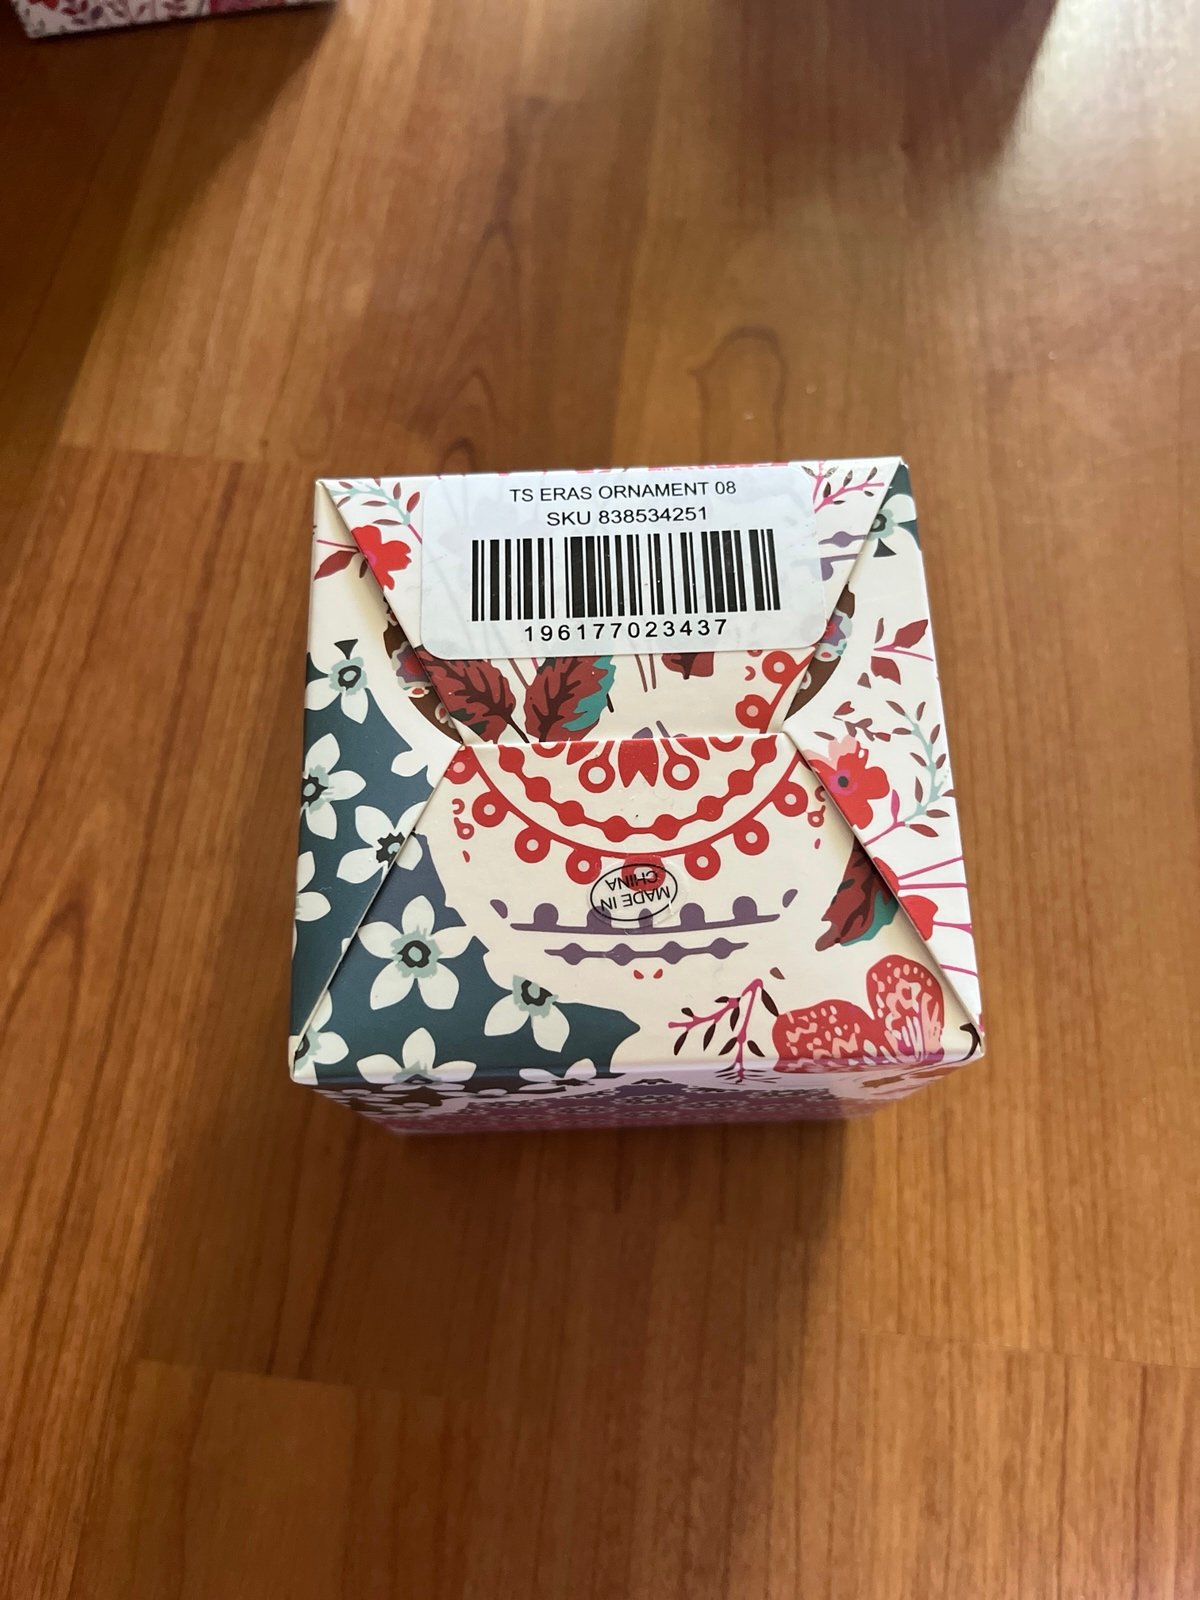 TS ERAS ORNAMENT 08
SKU 838534251
196177023437
MADE IN
CHINA